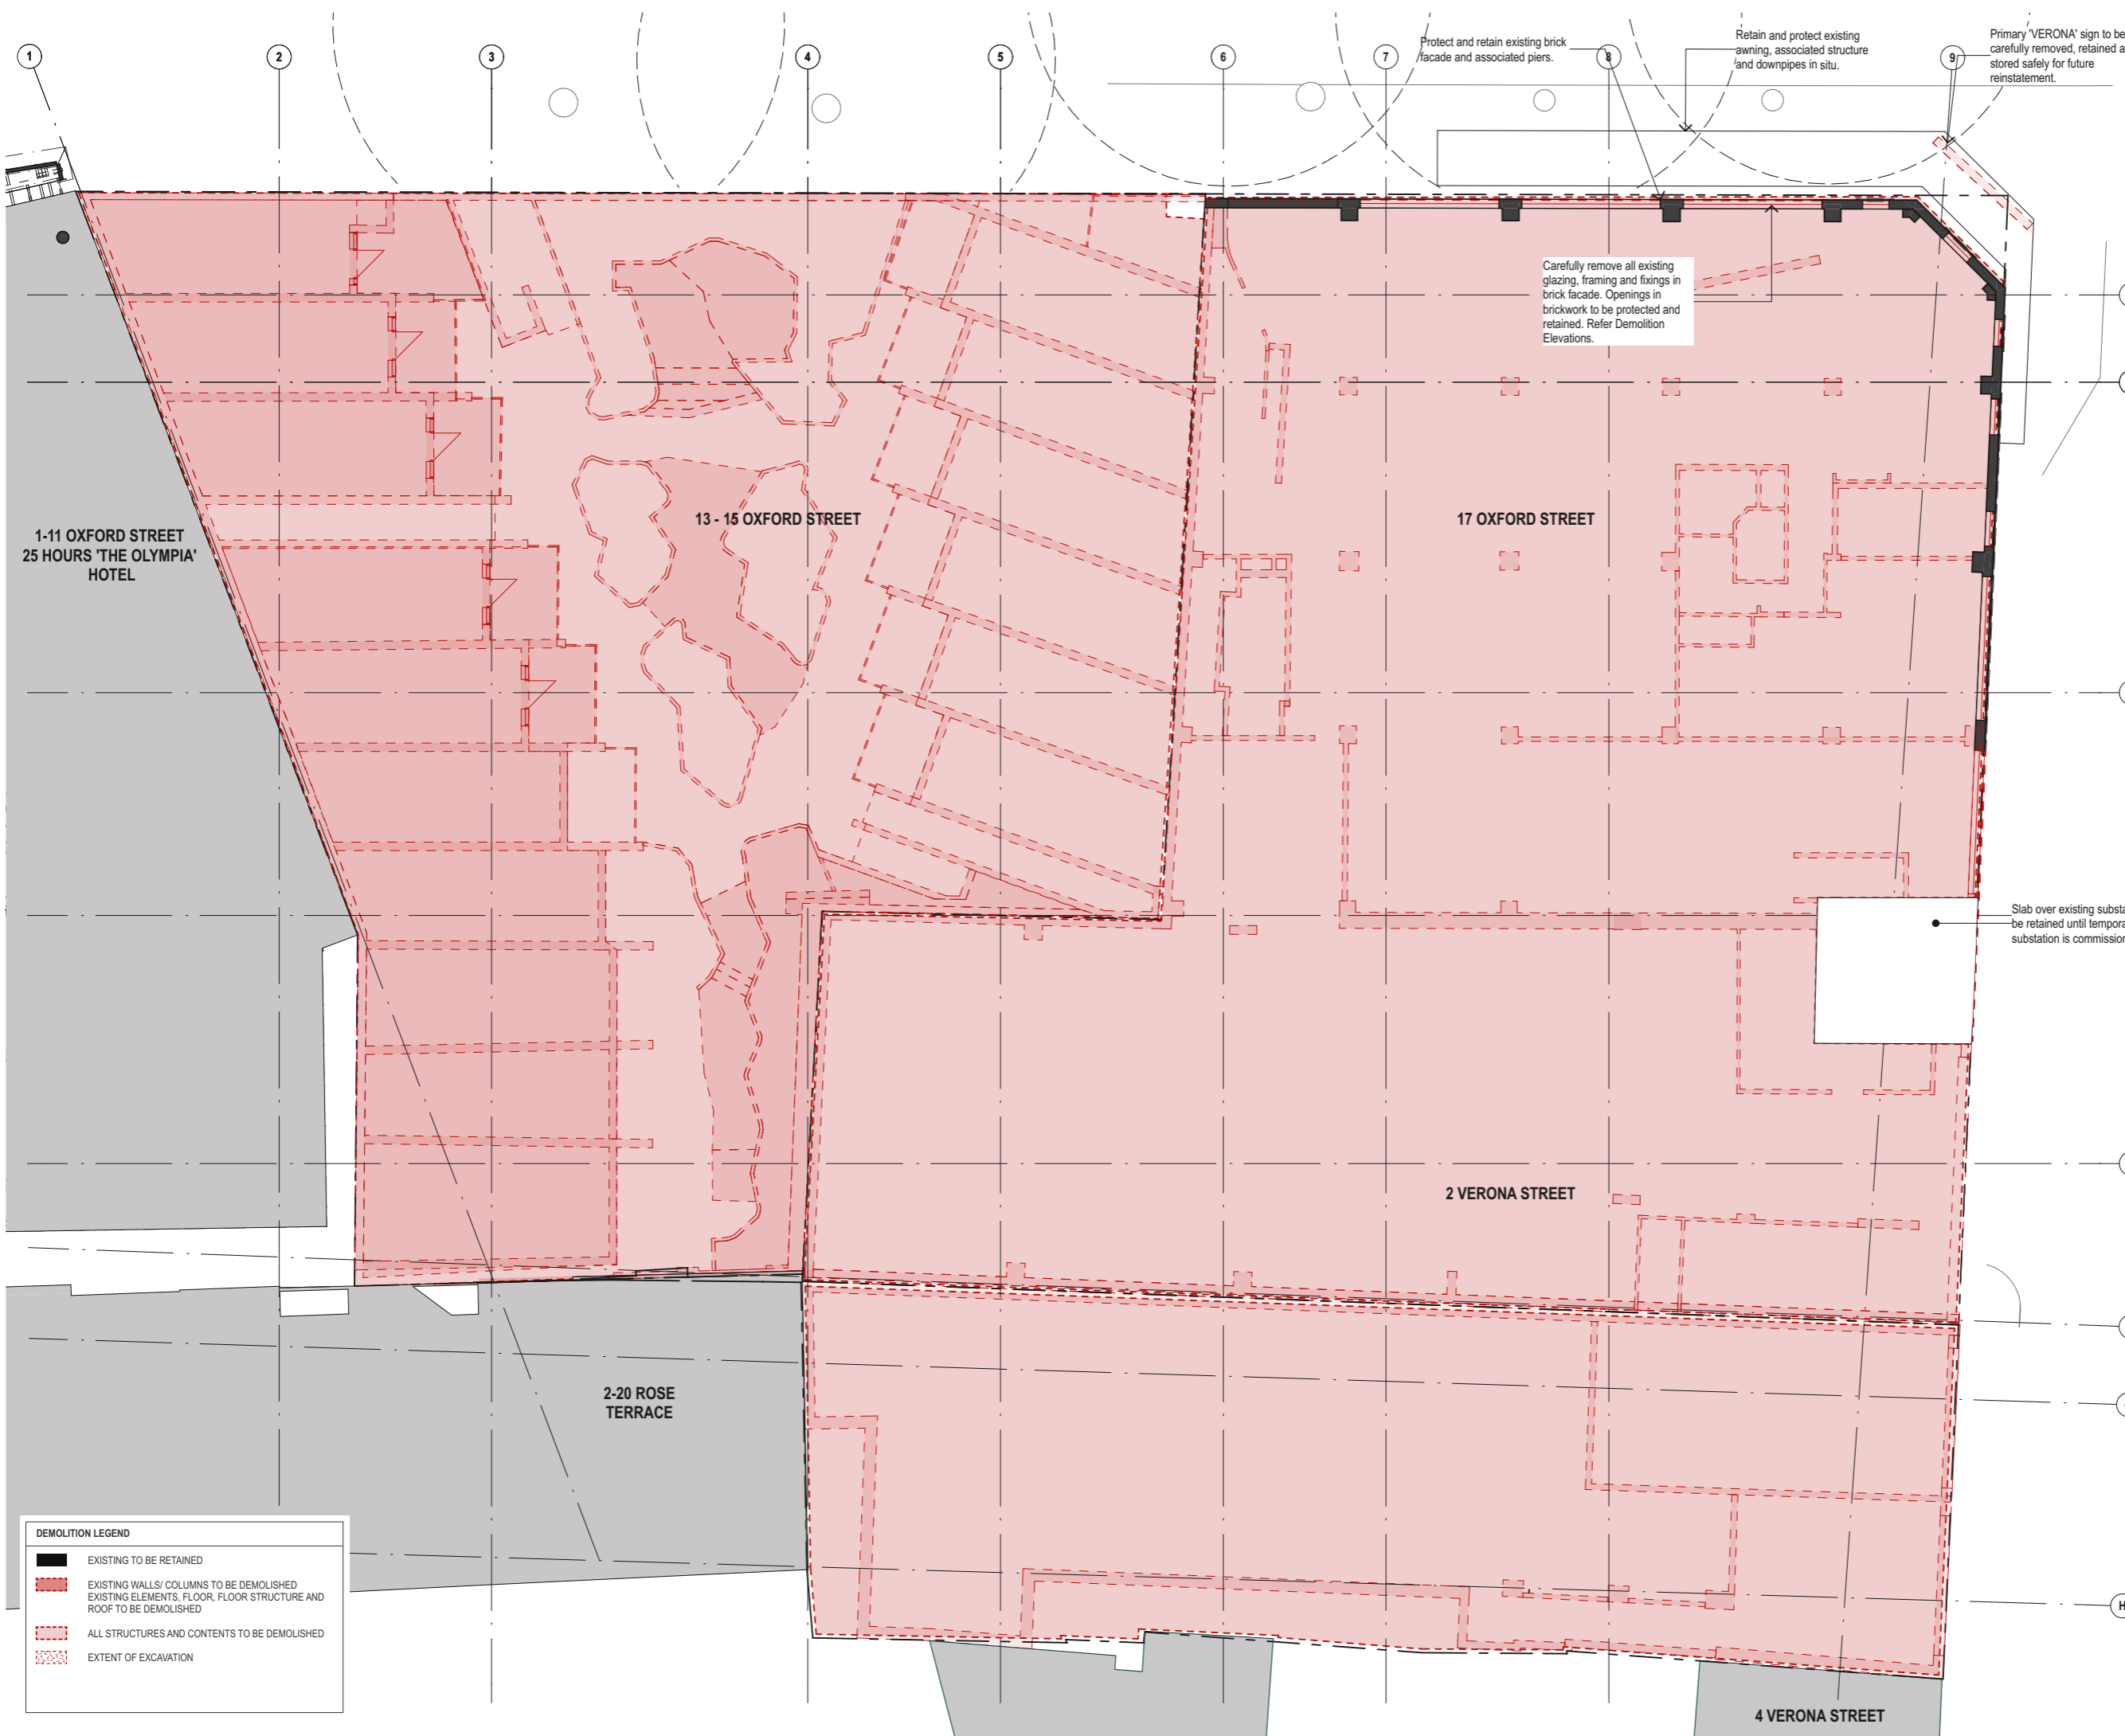 1
2
3
4
5
6
7
8
9
Protect and retain existing brick
facade and associated piers.
Retain and protect existing
awning, associated structure
and downpipes in situ.
Primary 'VERONA' sign to be
carefully removed, retained a
stored safely for future
reinstatement.
Carefully remove all existing
glazing, framing and fixings in
brick facade. Openings in
brickwork to be protected and
retained. Refer Demolition
Elevations.
1-11 OXFORD STREET
25 HOURS 'THE OLYMPIA'
HOTEL
13 - 15 OXFORD STREET
17 OXFORD STREET
Slab over existing substa
be retained until tempora
substation is commission
2 VERONA STREET
2-20 ROSE
TERRACE
H
4 VERONA STREET
DEMOLITION LEGEND
EXISTING TO BE RETAINED
EXISTING WALLS/ COLUMNS TO BE DEMOLISHED
EXISTING ELEMENTS, FLOOR, FLOOR STRUCTURE AND
ROOF TO BE DEMOLISHED
ALL STRUCTURES AND CONTENTS TO BE DEMOLISHED
EXTENT OF EXCAVATION